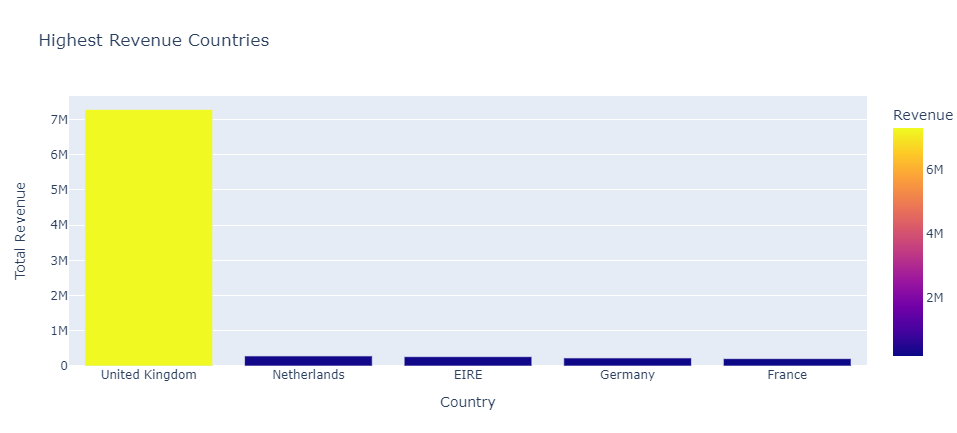 Highest Revenue Countries
Total Revenue
7M
6M
5M
4M
3M
2M
1M
0
United Kingdom
Netherlands
EIRE
Germany
France
Country
Revenue
6M
4M
2M